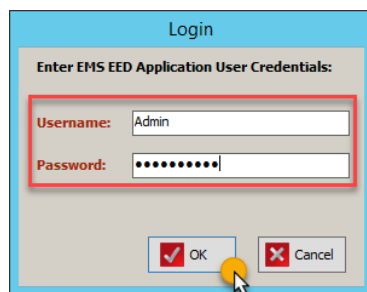 Login
Enter EMS EED Application User Credentials:
Username: Admin
Password: ••••••••••
OK Cancel